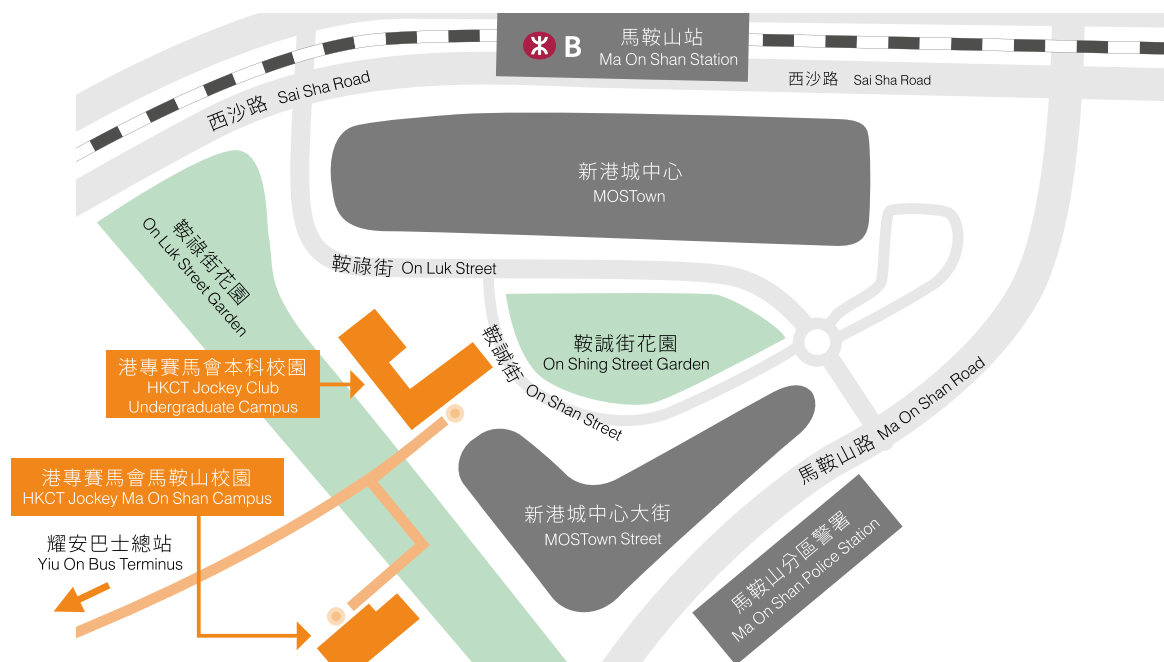 B
馬鞍山站
Ma On Shan Station
西沙路 Sai Sha Road
西沙路 Sai Sha Road
新港城中心
MOSTown
鞍祿街花園
On Luk Street Garden
鞍祿街 On Luk Street
鞍誠街 On Shan Street
鞍誠街花園
On Shing Street Garden
港專賽馬會本科校園
HKCT Jockey Club
Undergraduate Campus
馬鞍山路 Ma On Shan Road
港專賽馬會馬鞍山校園
HKCT Jockey Ma On Shan Campus
新港城中心大街
MOSTown Street
耀安巴士總站
Yiu On Bus Terminus
馬鞍山分區警署
Ma On Shan Police Station